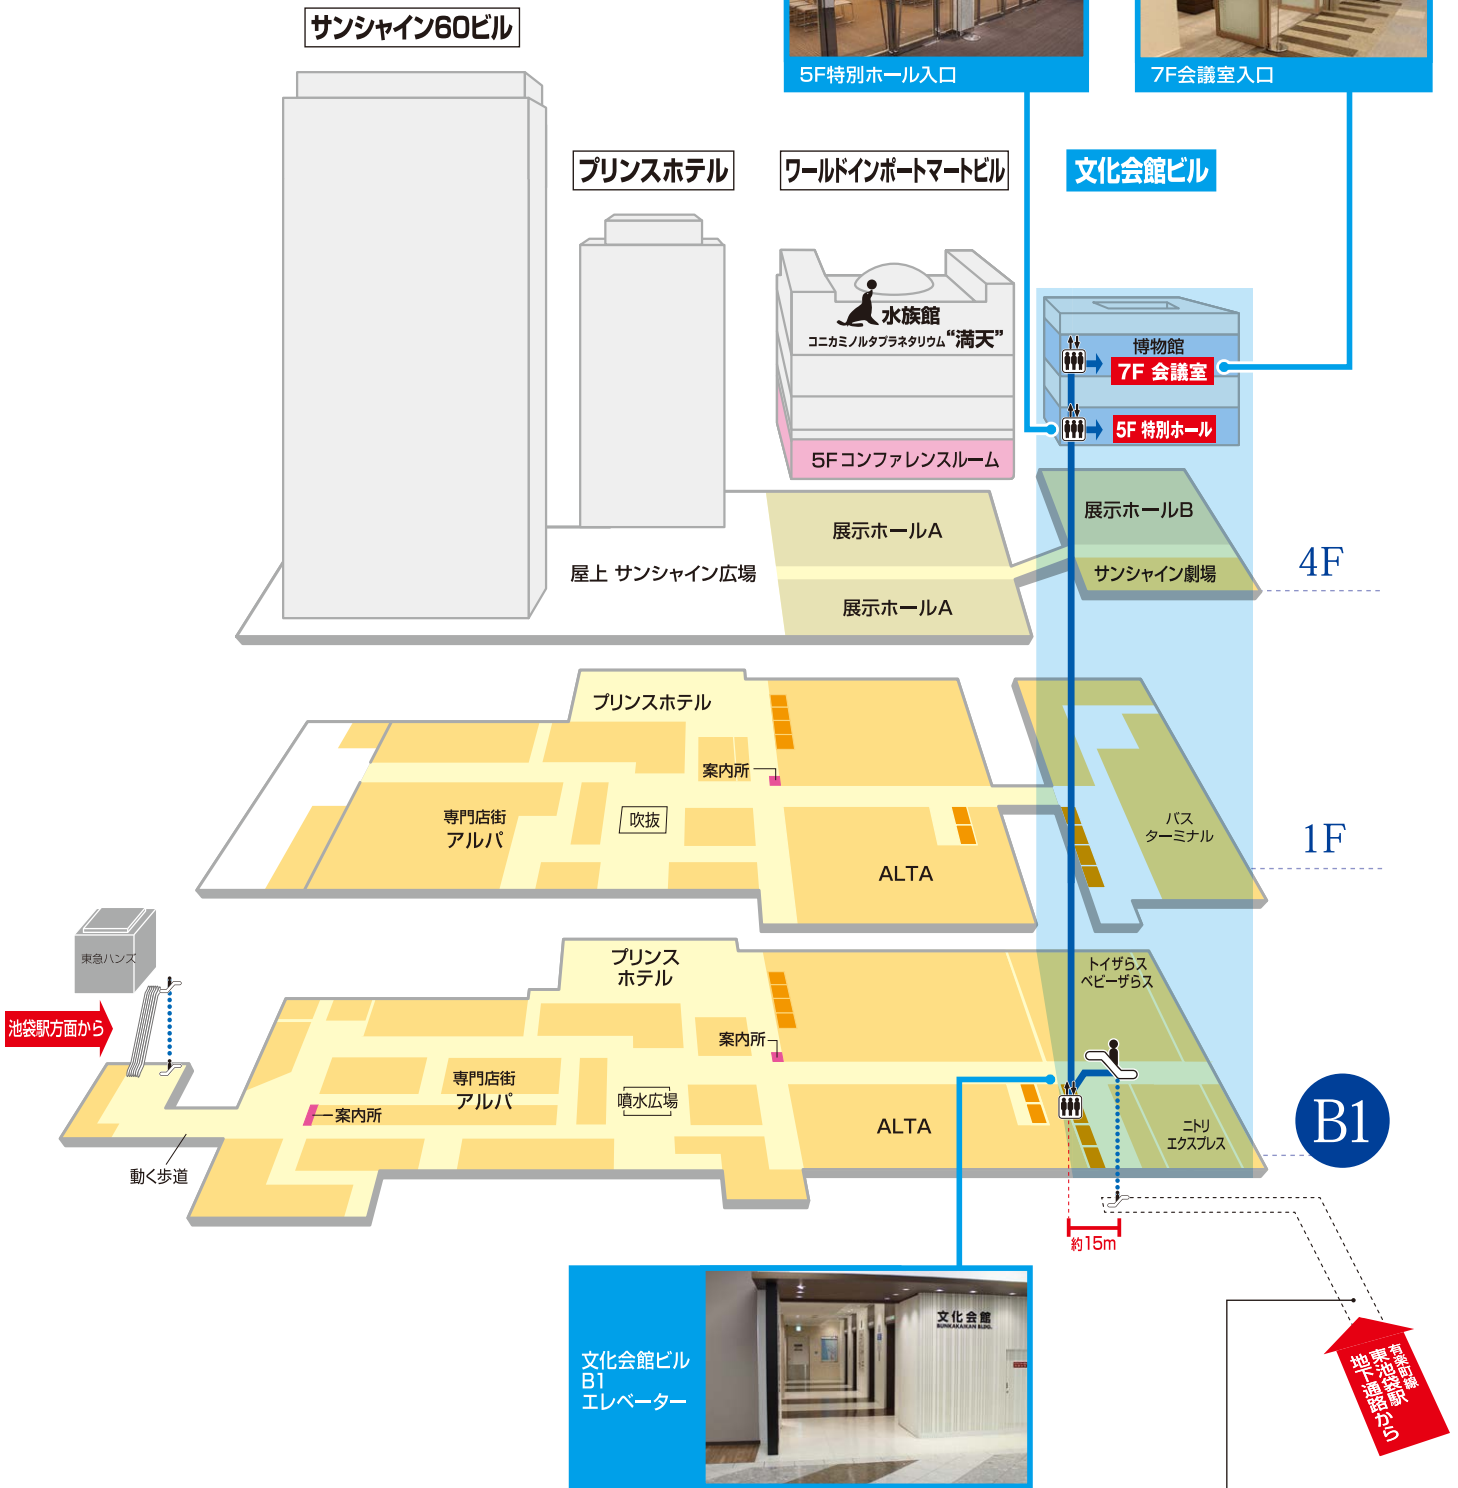 サンシャイン60ビル
5F特別ホール入口
7F会議室入口
プリンスホテル
ワールドインポートマートビル
文化会館ビル
水族館
コニカミノルタプラネタリウム“満天”
博物館
7F 会議室
5F 特別ホール
5Fコンファレンスルーム
展示ホールA
展示ホールB
屋上 サンシャイン広場
サンシャイン劇場
4F
展示ホールA
プリンスホテル
案内所
専門店街
アルパ
吹抜
バス
ターミナル
1F
ALTA
東急ハンズ
プリンス
ホテル
トイザらス
ベビーザらス
池袋駅方面から
案内所
専門店街
アルパ
噴水広場
案内所
ALTA
ニトリ
エクスプレス
B1
動く歩道
約15m
文化会館
BUNKAKAIKAN BLDG.
文化会館ビル
B1
エレベーター
有楽町線
東池袋駅
地下通路から